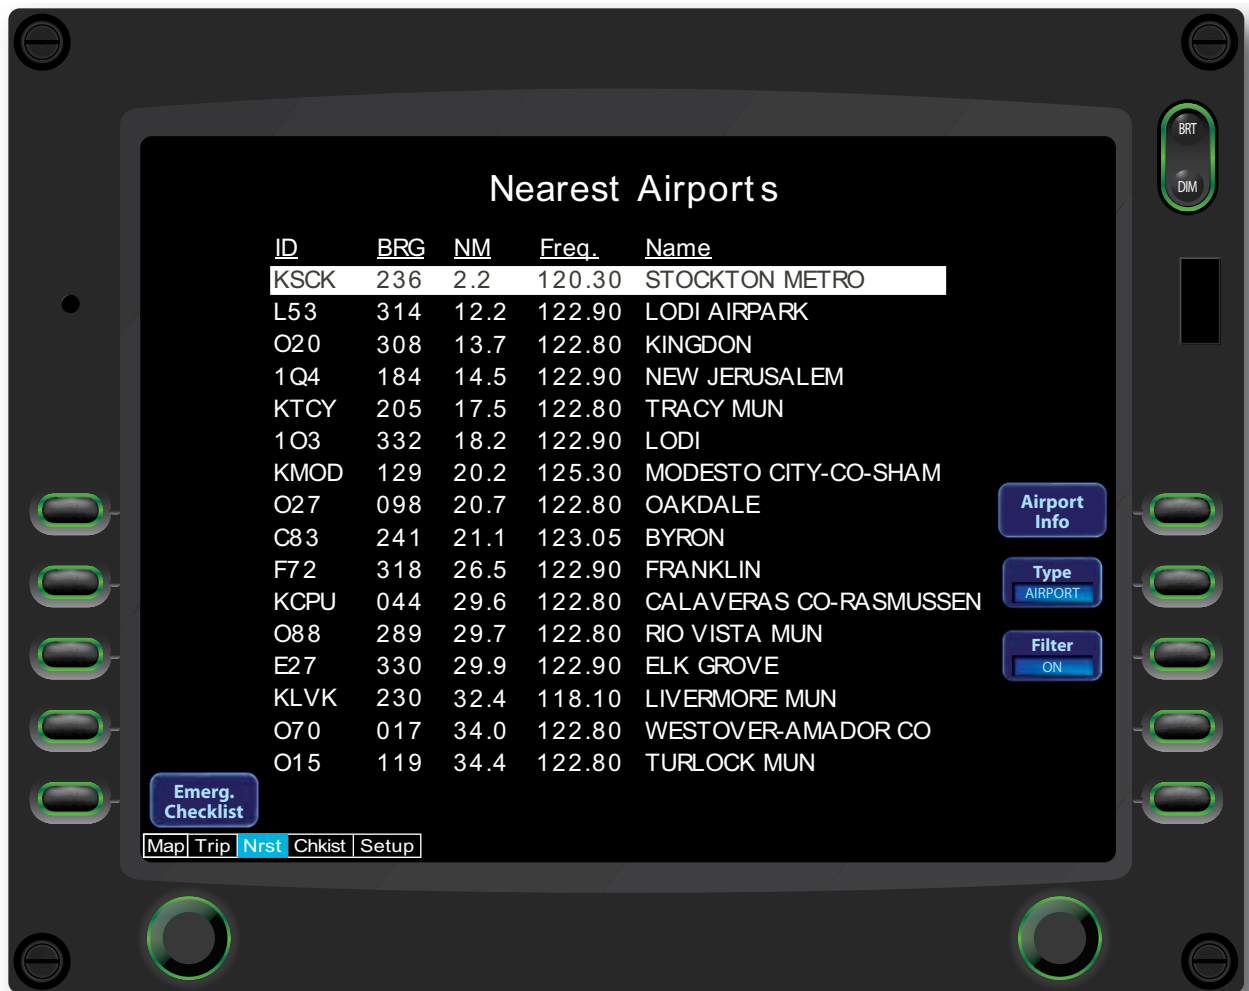 BRT
DIM
Nearest Airports
ID BRG NM Freq. Name
KSCK 236 2.2 120.30 STOCKTON METRO
L53 314 12.2 122.90 LODI AIRPARK
O20 308 13.7 122.80 KINGDON
1Q4 184 14.5 122.90 NEW JERUSALEM
KTCY 205 17.5 122.80 TRACY MUN
1O3 332 18.2 122.90 LODI
KMOD 129 20.2 125.30 MODESTO CITY-CO-SHAM
O27 098 20.7 122.80 OAKDALE
C83 241 21.1 123.05 BYRON
F72 318 26.5 122.90 FRANKLIN
KCPU 044 29.6 122.80 CALAVERAS CO-RASMUSSEN
O88 289 29.7 122.80 RIO VISTA MUN
E27 330 29.9 122.90 ELK GROVE
KLVK 230 32.4 118.10 LIVERMORE MUN
O70 017 34.0 122.80 WESTOVER-AMADOR CO
O15 119 34.4 122.80 TURLOCK MUN
Airport
Info
Type
AIRPORT
Filter
ON
Emerg.
Checklist
Map Trip Nrst Chkist Setup